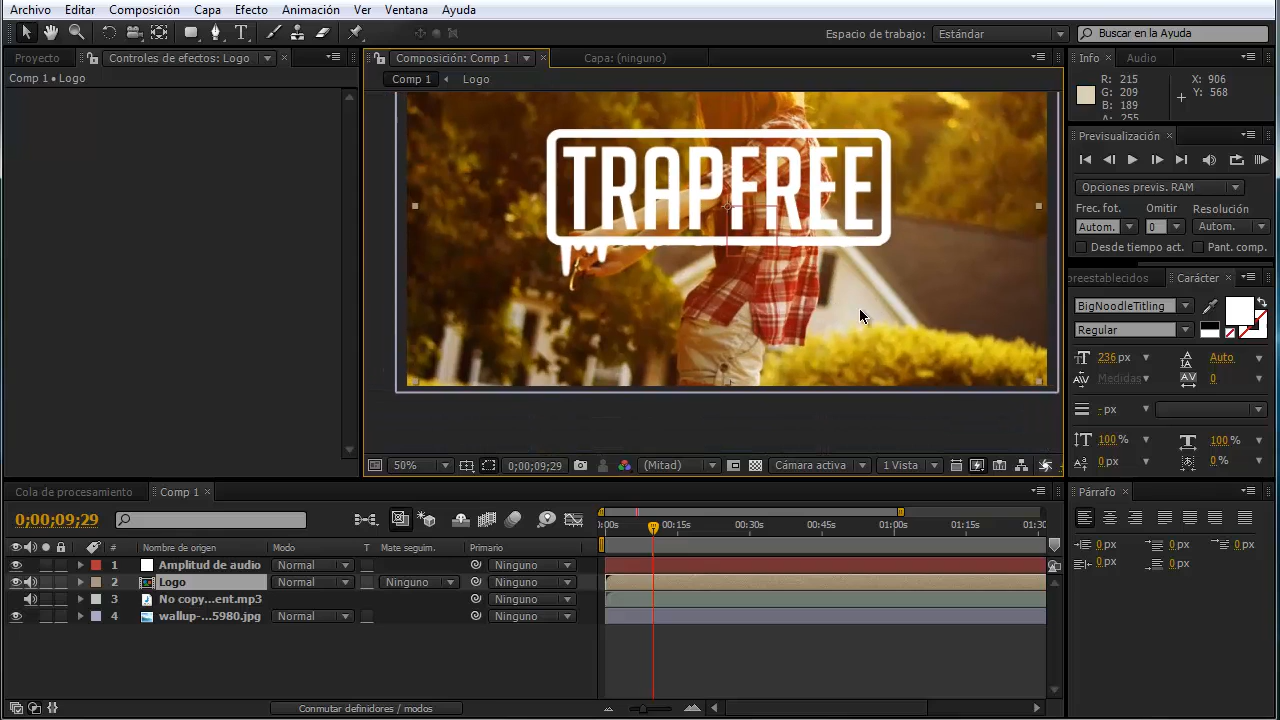 Archivo Editar Composición Capa Efecto Animación Ver Ventana Ayuda
Espacio de trabajo: Estándar Buscar en la Ayuda
Proyecto Controles de efectos: Logo Composición: Comp 1 Capa: (ninguno) Info Audio
Comp 1 • Logo Comp 1 Logo
R: 215 X: 906
G: 209 Y: 568
B: 189
A: 255
TRAPFREE
Previsualización
Opciones previs. RAM
Frec. fot. Omitir Resolución
Autom. 0 Autom.
Desde tiempo act. Pant. comp.
preestablecidos Carácter
BigNoodleTitling
Regular
T 236 px Auto
Medidas 0
- px
100 % 100 %
0 px 0 %
50% 0;00;09;29 (Mitad) Cámara activa 1 Vista
Cola de procesamiento Comp 1 Párrafo
0;00;09;29 :00s 00:15s 00:30s 00:45s 01:00s 01:15s 01:30
# Nombre de origen Modo T Mate seguim. Primario
1 Amplitud de audio Normal Ninguno
2 Logo Normal Ninguno Ninguno
3 No copy...ent.mp3 Ninguno
4 wallup-...5980.jpg Normal Ninguno
0 px 0 px 0 px
0 px 0 px
Conmutar definidores / modos